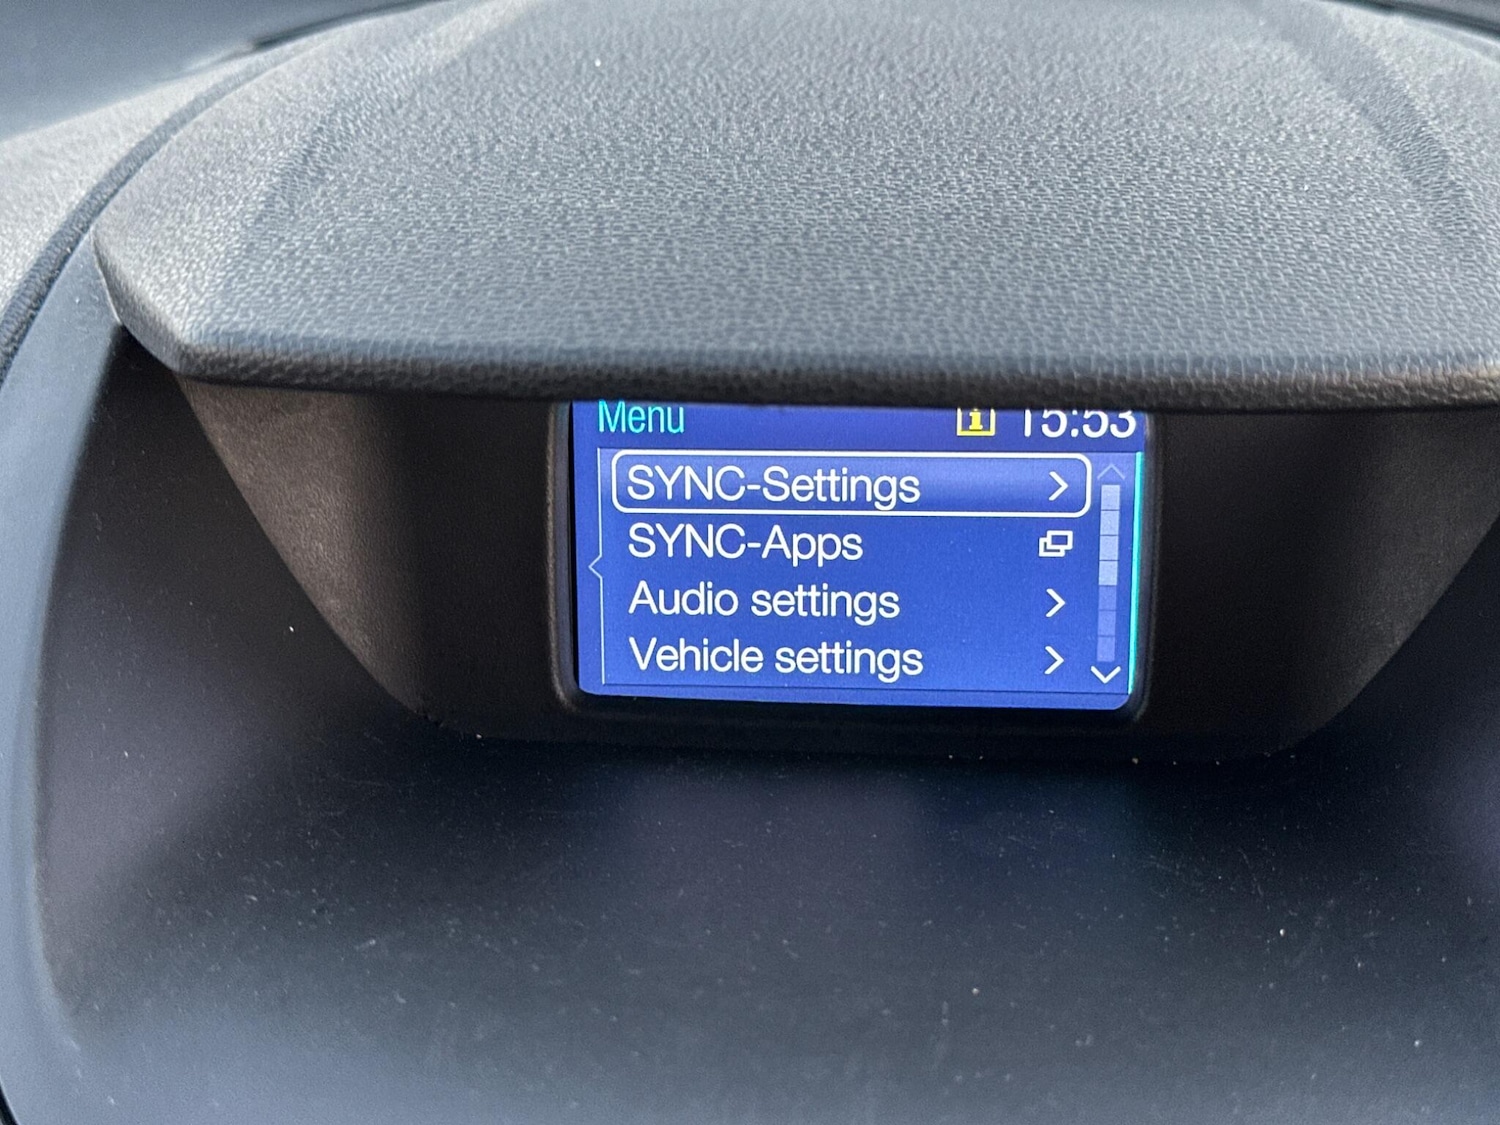 Menu i 15:53
SYNC-Settings
SYNC-Apps
Audio settings
Vehicle settings